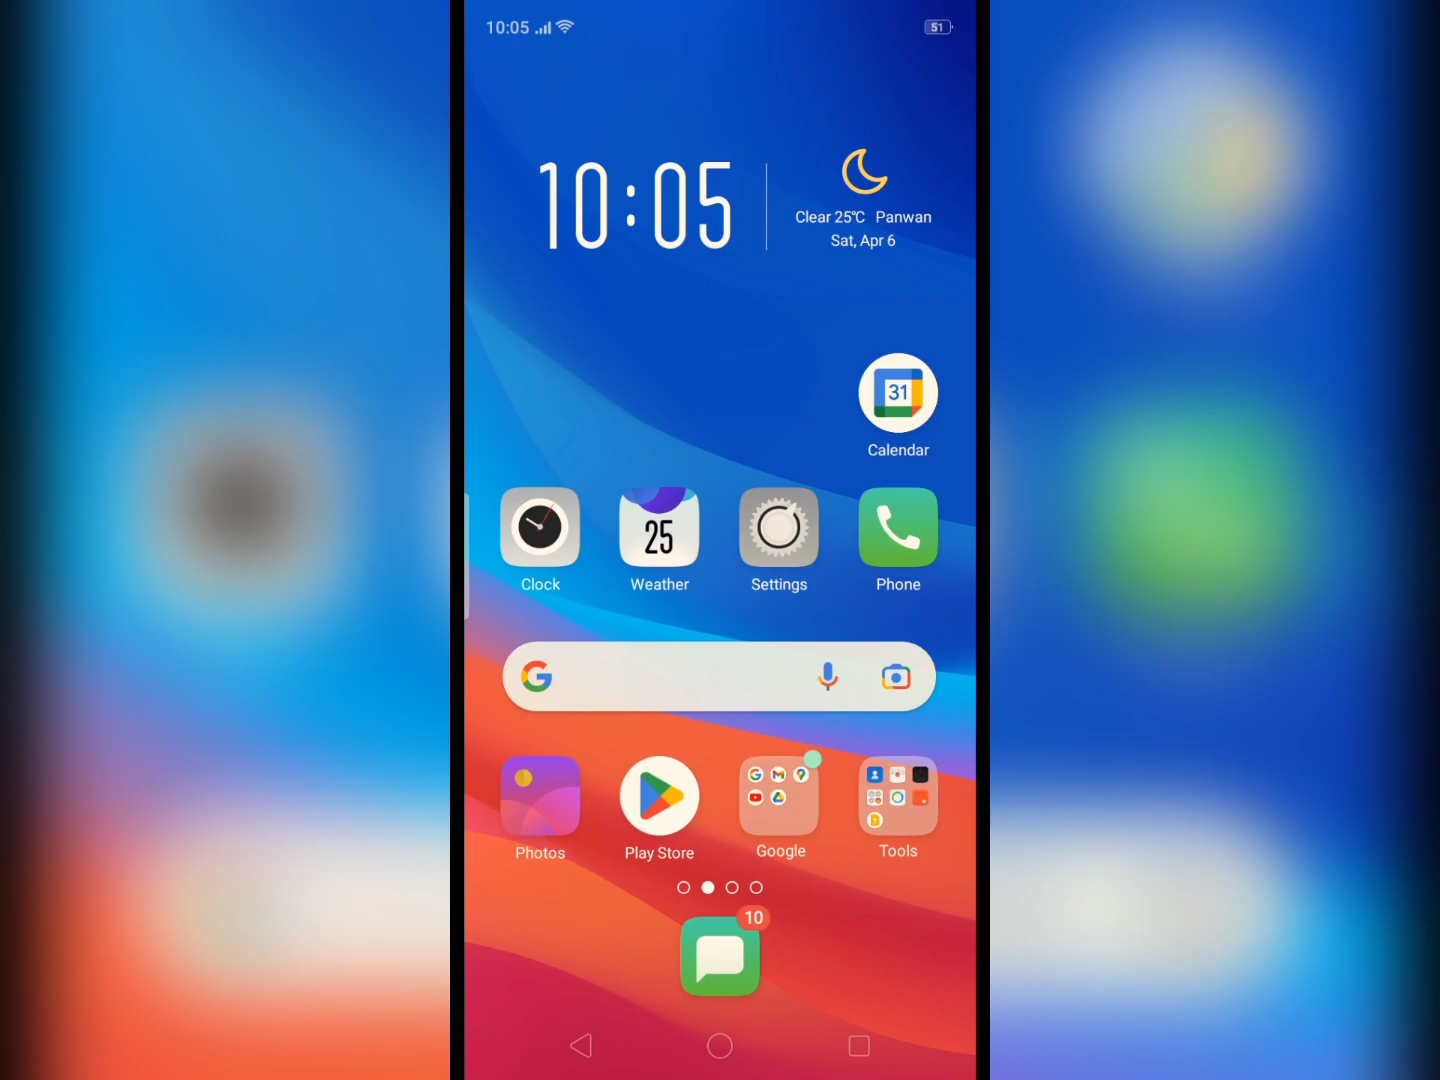 10:05
51
10:05
Clear 25℃ Panwan
Sat, Apr 6
31
Calendar
25
Clock
Weather
Settings
Phone
G
Photos
Play Store
Google
Tools
10